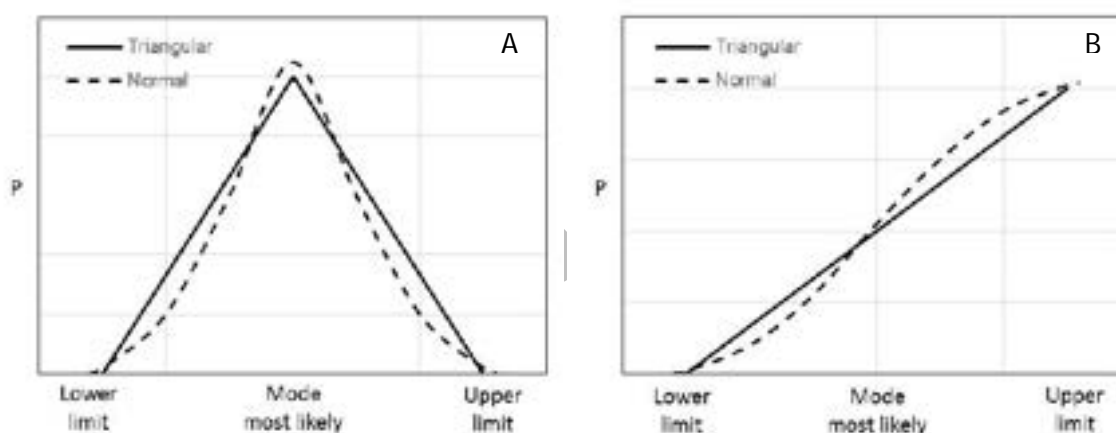 Triangular
Normal
A
P
Lower
limit
Mode
most likely
Upper
limit
Triangular
Normal
B
P
Lower
limit
Mode
most likely
Upper
limit